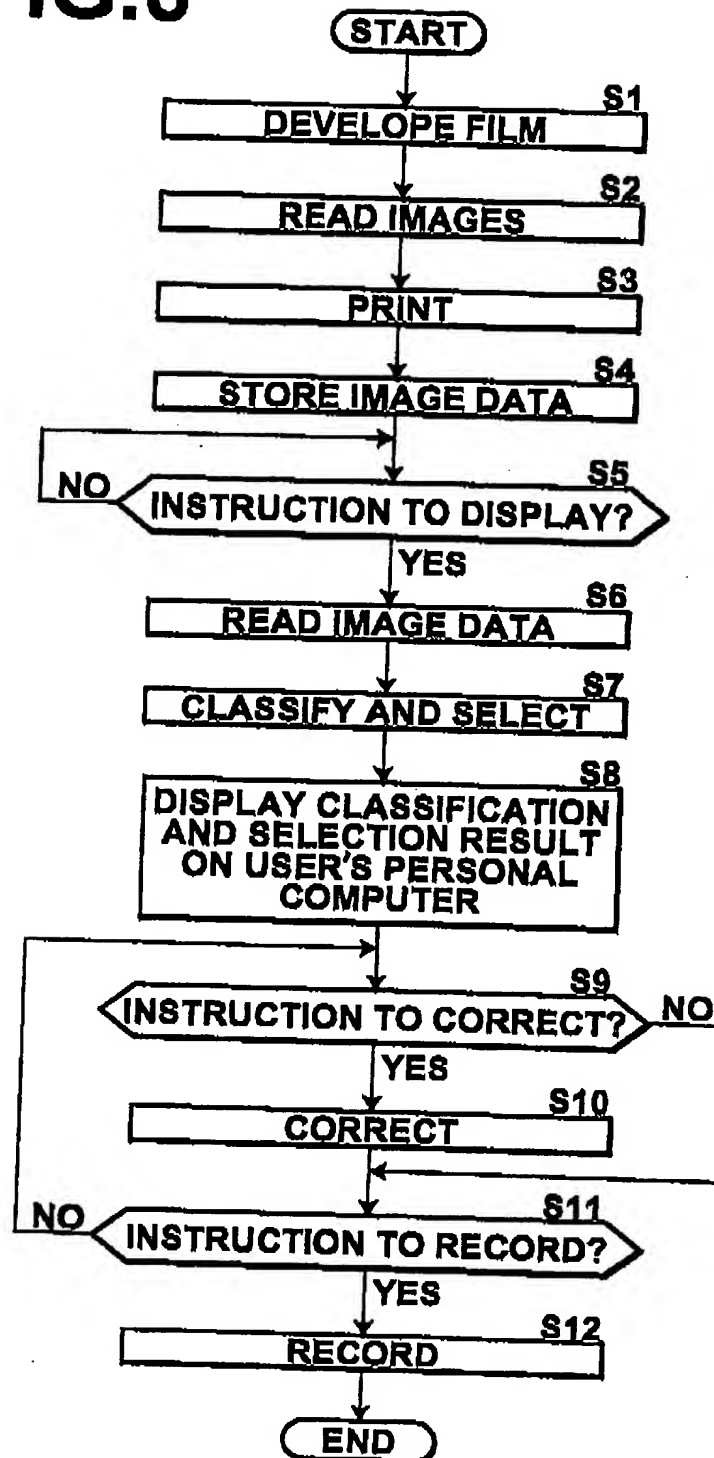 START
S1
DEVELOPE FILM
S2
READ IMAGES
S3
PRINT
S4
STORE IMAGE DATA
S5
NO
INSTRUCTION TO DISPLAY?
YES
S6
READ IMAGE DATA
S7
CLASSIFY AND SELECT
S8
DISPLAY CLASSIFICATION
AND SELECTION RESULT
ON USER'S PERSONAL
COMPUTER
S9
INSTRUCTION TO CORRECT?
NO
YES
S10
CORRECT
S11
NO
INSTRUCTION TO RECORD?
YES
S12
RECORD
END